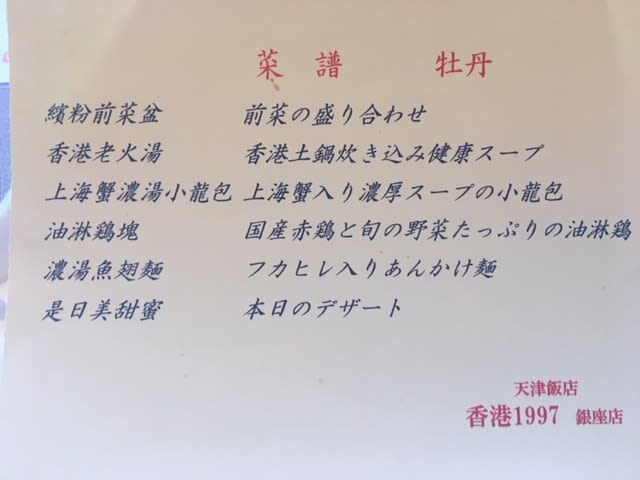 菜譜 牡丹
繽粉前菜盆 前菜の盛り合わせ
香港老火湯 香港土鍋炊き込み健康スープ
上海蟹濃湯小龍包 上海蟹入り濃厚スープの小龍包
油淋鶏塊 国産赤鶏と旬の野菜たっぷりの油淋鶏
濃湯魚翅麺 フカヒレ入りあんかけ麺
是日美甜蜜 本日のデザート
天津飯店
香港1997 銀座店